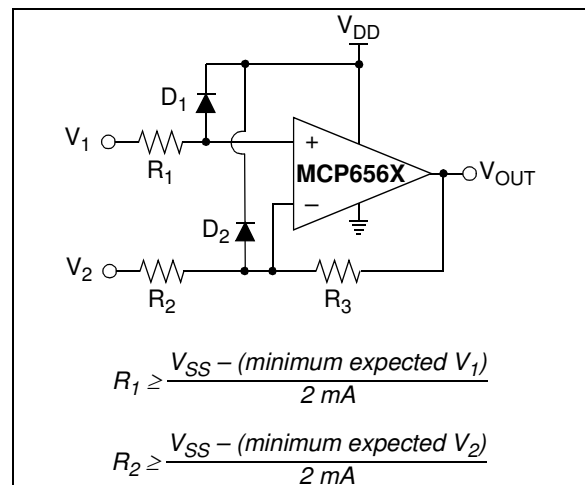 V_DD
D_1
V_1
R_1
+
MCP656X
–
V_OUT
D_2
V_2
R_2
R_3
R_1 ≥ V_SS – (minimum expected V_1) / 2 mA
R_2 ≥ V_SS – (minimum expected V_2) / 2 mA